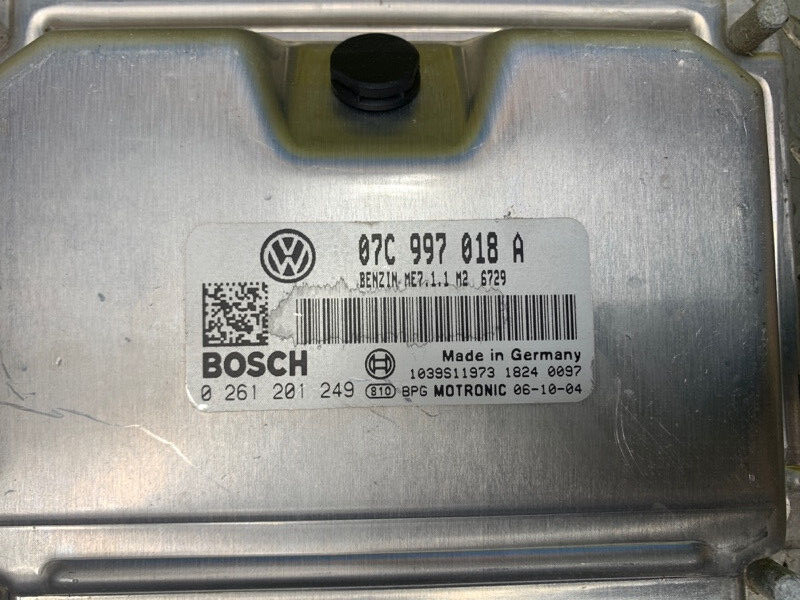 07C 997 018 A
BENZIN ME7.1.1 M2 6729
BOSCH
Made in Germany
1039S11973 1824 0097
0 261 201 249 810 BPG MOTRONIC 06-10-04